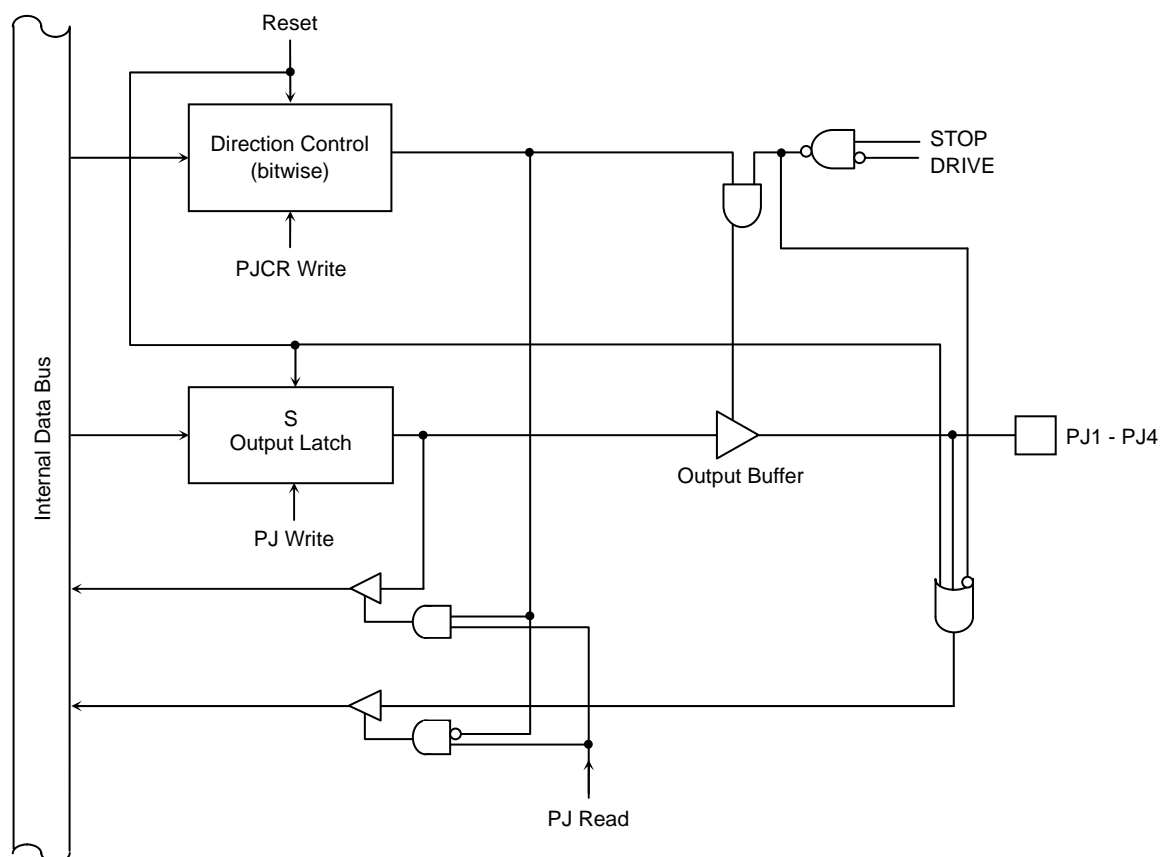 Reset
Direction Control
(bitwise)
STOP
DRIVE
PJCR Write
Internal Data Bus
S
Output Latch
PJ1 - PJ4
Output Buffer
PJ Write
PJ Read